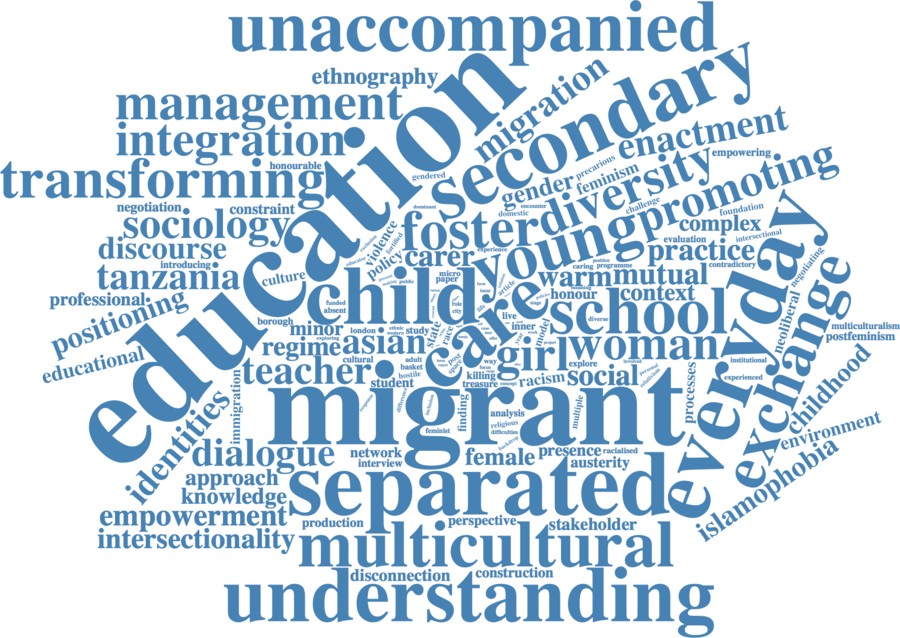 unaccompanied
ethnography
management
migration
secondary
integration
education
enactment
honourable
transforming
gendered
precarious
empowering
feminism
gender
diversity
promoting
negotiation
constraint
dominant
encounter
domestic
challenge
foundation
sociology
foster
young
complex
violence
discourse
policy
carer
experience
evaluation
intersectional
practice
introducing
tanzania
culture
micro
paper
caring
programme
contradictory
negotiating
warm
mutual
everyday
professional
child
care
article
honour
context
positioning
funded
absent
role
city
life
stage
school
neoliberal
exchange
borough
minor
london
ethnic
study
state
race
live
inner
model
diverse
multiculturalism
postfeminism
regime
asian
girl
woman
educational
cultural
adult
basket
hostile
post
space
way
killing
treasure
explore
institutional
teacher
student
racism
social
personal
experienced
childhood
immigration
migrant
processes
identities
finding
analysis
religious
difficulties
multiple
feminist
backdrop
environment
dialogue
network
interview
female
presence
racialised
austerity
islamophobia
approach
knowledge
separated
empowerment
production
perspective
stakeholder
intersectionality
multicultural
disconnection
construction
understanding